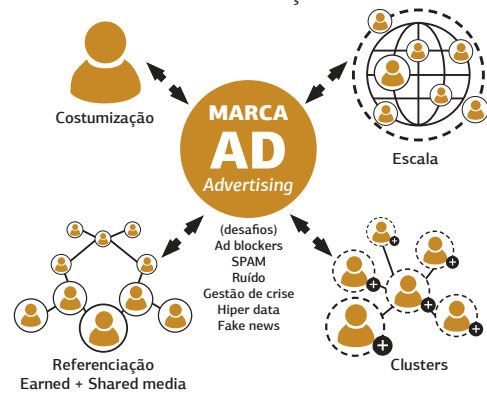 Costumização
MARCA
AD
Advertising
Escala
(desafios)
Ad blockers
SPAM
Ruído
Gestão de crise
Hiper data
Fake news
Referenciação
Earned + Shared media
Clusters